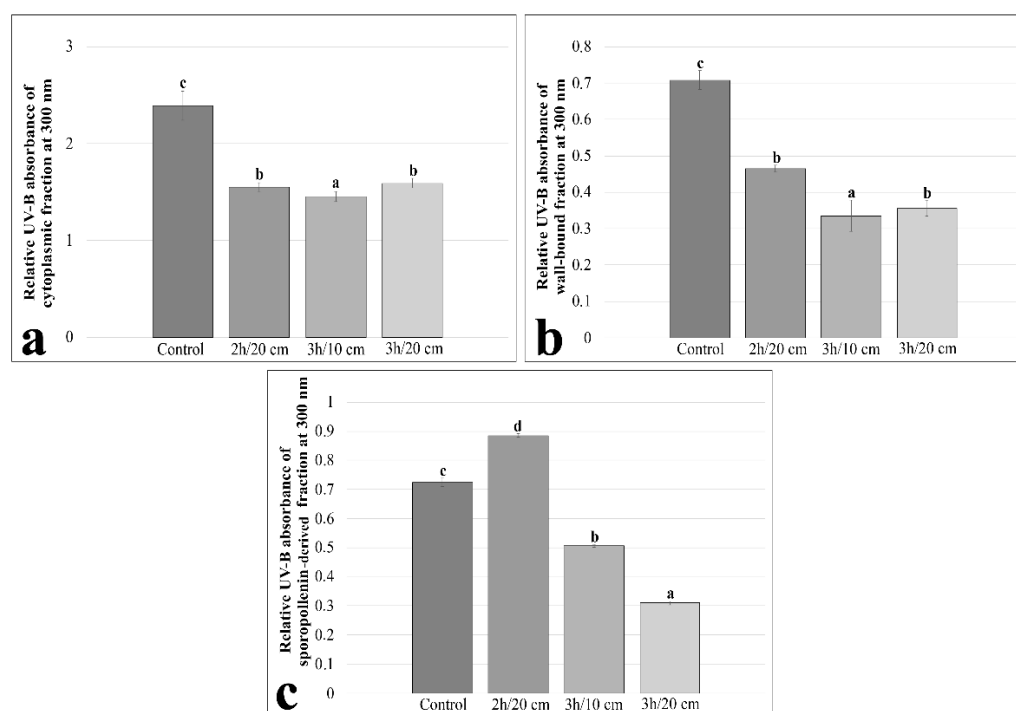 Relative UV-B absorbance of
cytoplasmic fraction at 300 nm
3
2
1
0
c
b
a
b
Control 2h/20 cm 3h/10 cm 3h/20 cm
a
Relative UV-B absorbance of
wall-bound fraction at 300 nm
0.8
0.7
0.6
0.5
0.4
0.3
0.2
0.1
0
c
b
a
b
Control 2h/20 cm 3h/10 cm 3h/20 cm
b
Relative UV-B absorbance of
sporopollenin-derived fraction at 300 nm
1
0.9
0.8
0.7
0.6
0.5
0.4
0.3
0.2
0.1
0
c
d
b
a
Control 2h/20 cm 3h/10 cm 3h/20 cm
c